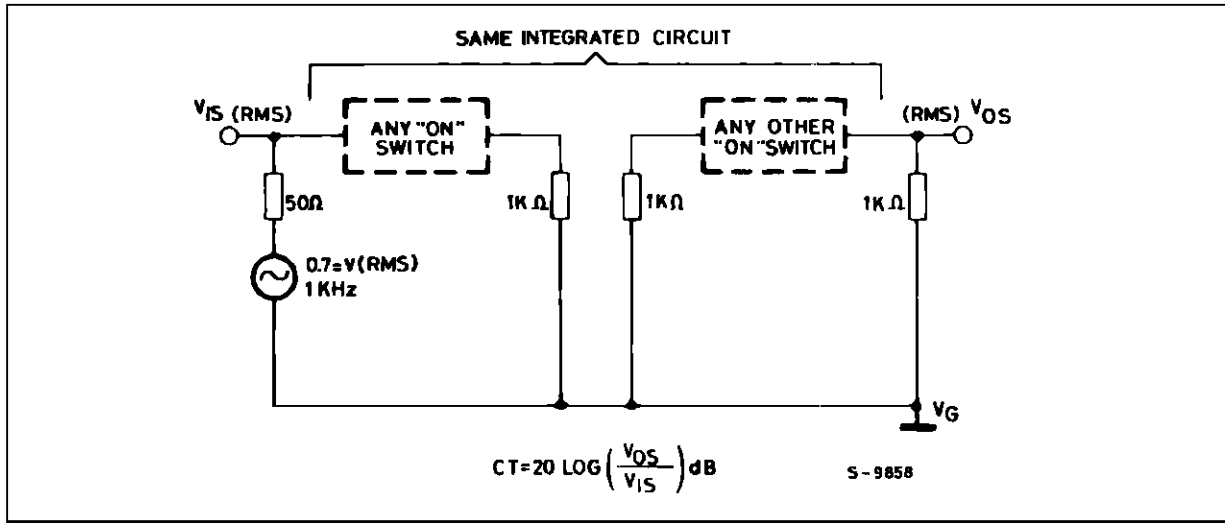 SAME INTEGRATED CIRCUIT
VIS (RMS)
ANY "ON"
SWITCH
ANY OTHER
"ON" SWITCH
(RMS) VOS
50Ω
1KΩ
1KΩ
1KΩ
0.7=V(RMS)
1KHz
VG
CT=20 LOG(VOS/VIS)dB
S-9858